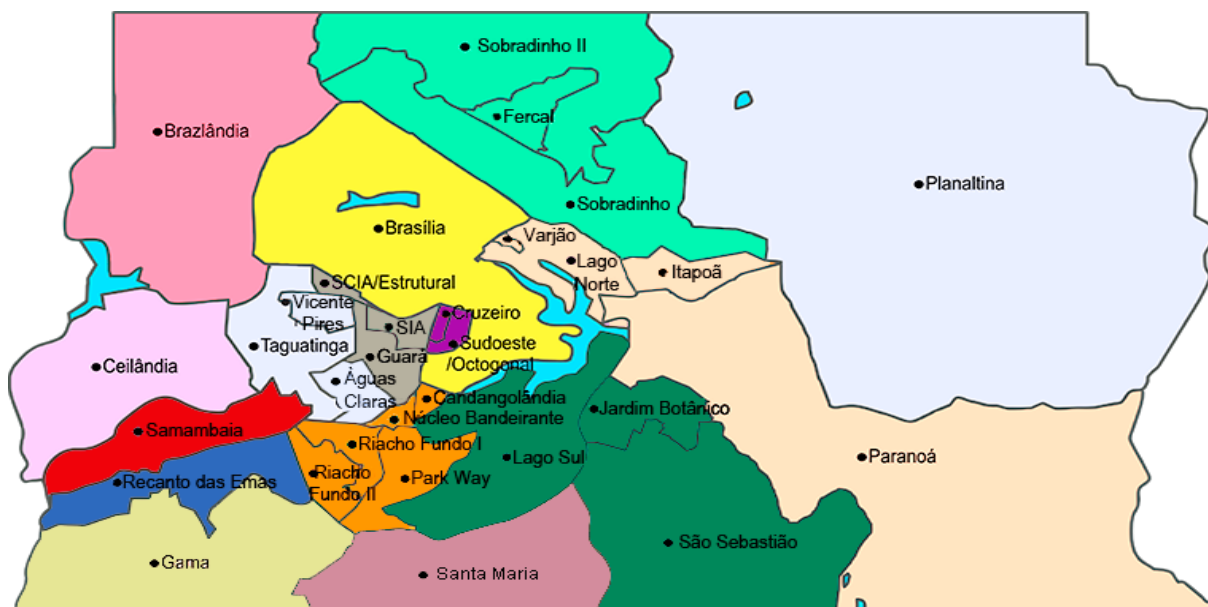 Sobradinho II
Fercal
Brazlândia
Planaltina
Sobradinho
Brasília
Varjão
Lago
Norte
Itapoã
SCIA/Estrutural
Vicente
Pires
Cruzeiro
SIA
Sudoeste
/Octogonal
Taguatinga
Guará
Ceilândia
Águas
Claras
Candangolândia
Jardim Botânico
Núcleo Bandeirante
Samambaia
Riacho Fundo I
Lago Sul
Paranoá
Recanto das Emas
Riacho
Fundo II
Park Way
São Sebastião
Gama
Santa Maria